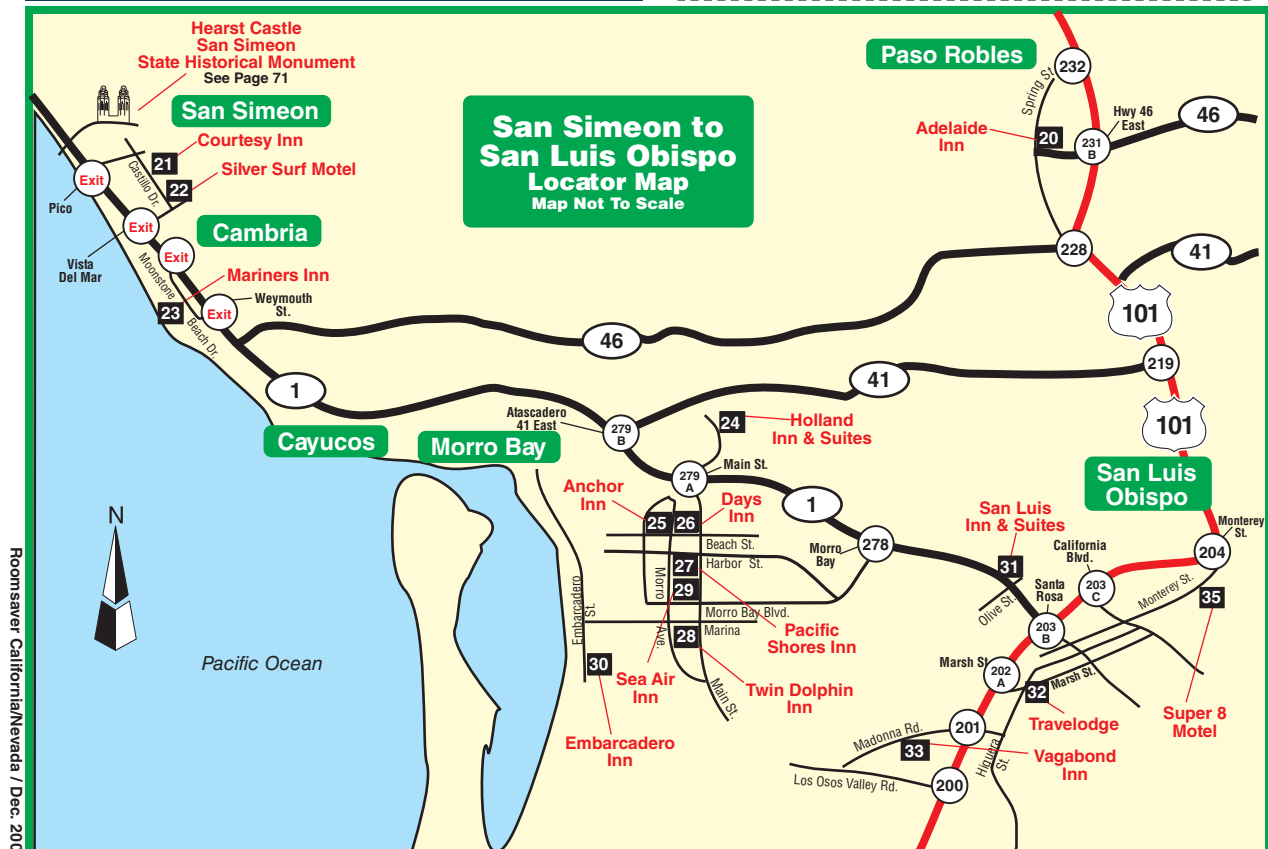 Hearst Castle
San Simeon
State Historical Monument
See Page 71
San Simeon
21
Courtesy Inn
22
Silver Surf Motel
Castillo Dr.
Exit
Pico
Exit
Vista
Del Mar
Cambria
Exit
Mariners Inn
Moonstone
Beach Dr.
23
Exit
Weymouth
St.
San Simeon to
San Luis Obispo
Locator Map
Map Not To Scale
Paso Robles
232
Spring St.
Adelaide
Inn
20
231
B
Hwy 46
East
46
228
41
101
46
219
41
101
1
Cayucos
Morro Bay
Atascadero
41 East
279
B
24
Holland
Inn & Suites
279
A
Main St.
1
Morro
Bay
278
Anchor
Inn
25
26
Days
Inn
Beach St.
Harbor St.
27
29
Morro
Ave.
Morro Bay Blvd.
Marina
28
Main St.
Pacific
Shores Inn
Sea Air
Inn
Twin Dolphin
Inn
Embarcadero
St.
30
Embarcadero
Inn
San Luis
Obispo
San Luis
Inn & Suites
31
Olive St.
California
Blvd.
203
C
Santa
Rosa
203
B
Monterey
St.
204
Monterey St.
35
Super 8
Motel
Marsh St.
202
A
Marsh St.
32
Travelodge
201
Madonna Rd.
33
Vagabond
Inn
Higuera
St.
Los Osos Valley Rd.
200
N
Pacific Ocean
Roomsaver California/Nevada / Dec. 200